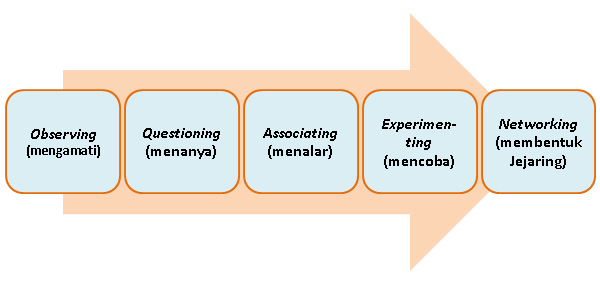 Observing
(mengamati)
Questioning
(menanya)
Associating
(menalar)
Experimen-
ting
(mencoba)
Networking
(membentuk
Jejaring)